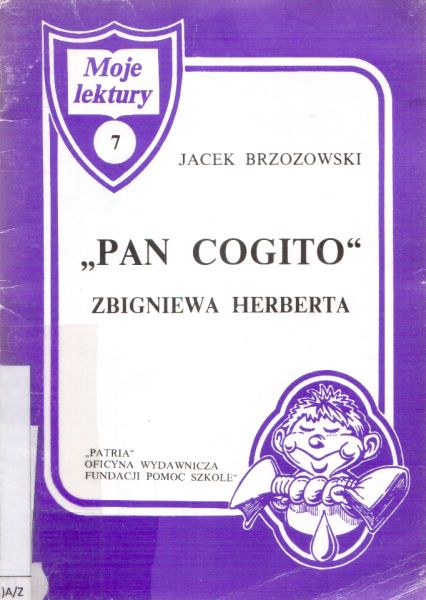 Moje
lektury
7
JACEK BRZOZOWSKI
„PAN COGITO“
ZBIGNIEWA HERBERTA
„PATRIA“
OFICYNA WYDAWNICZA
FUNDACJI POMOC SZKOLE“
)A/Z